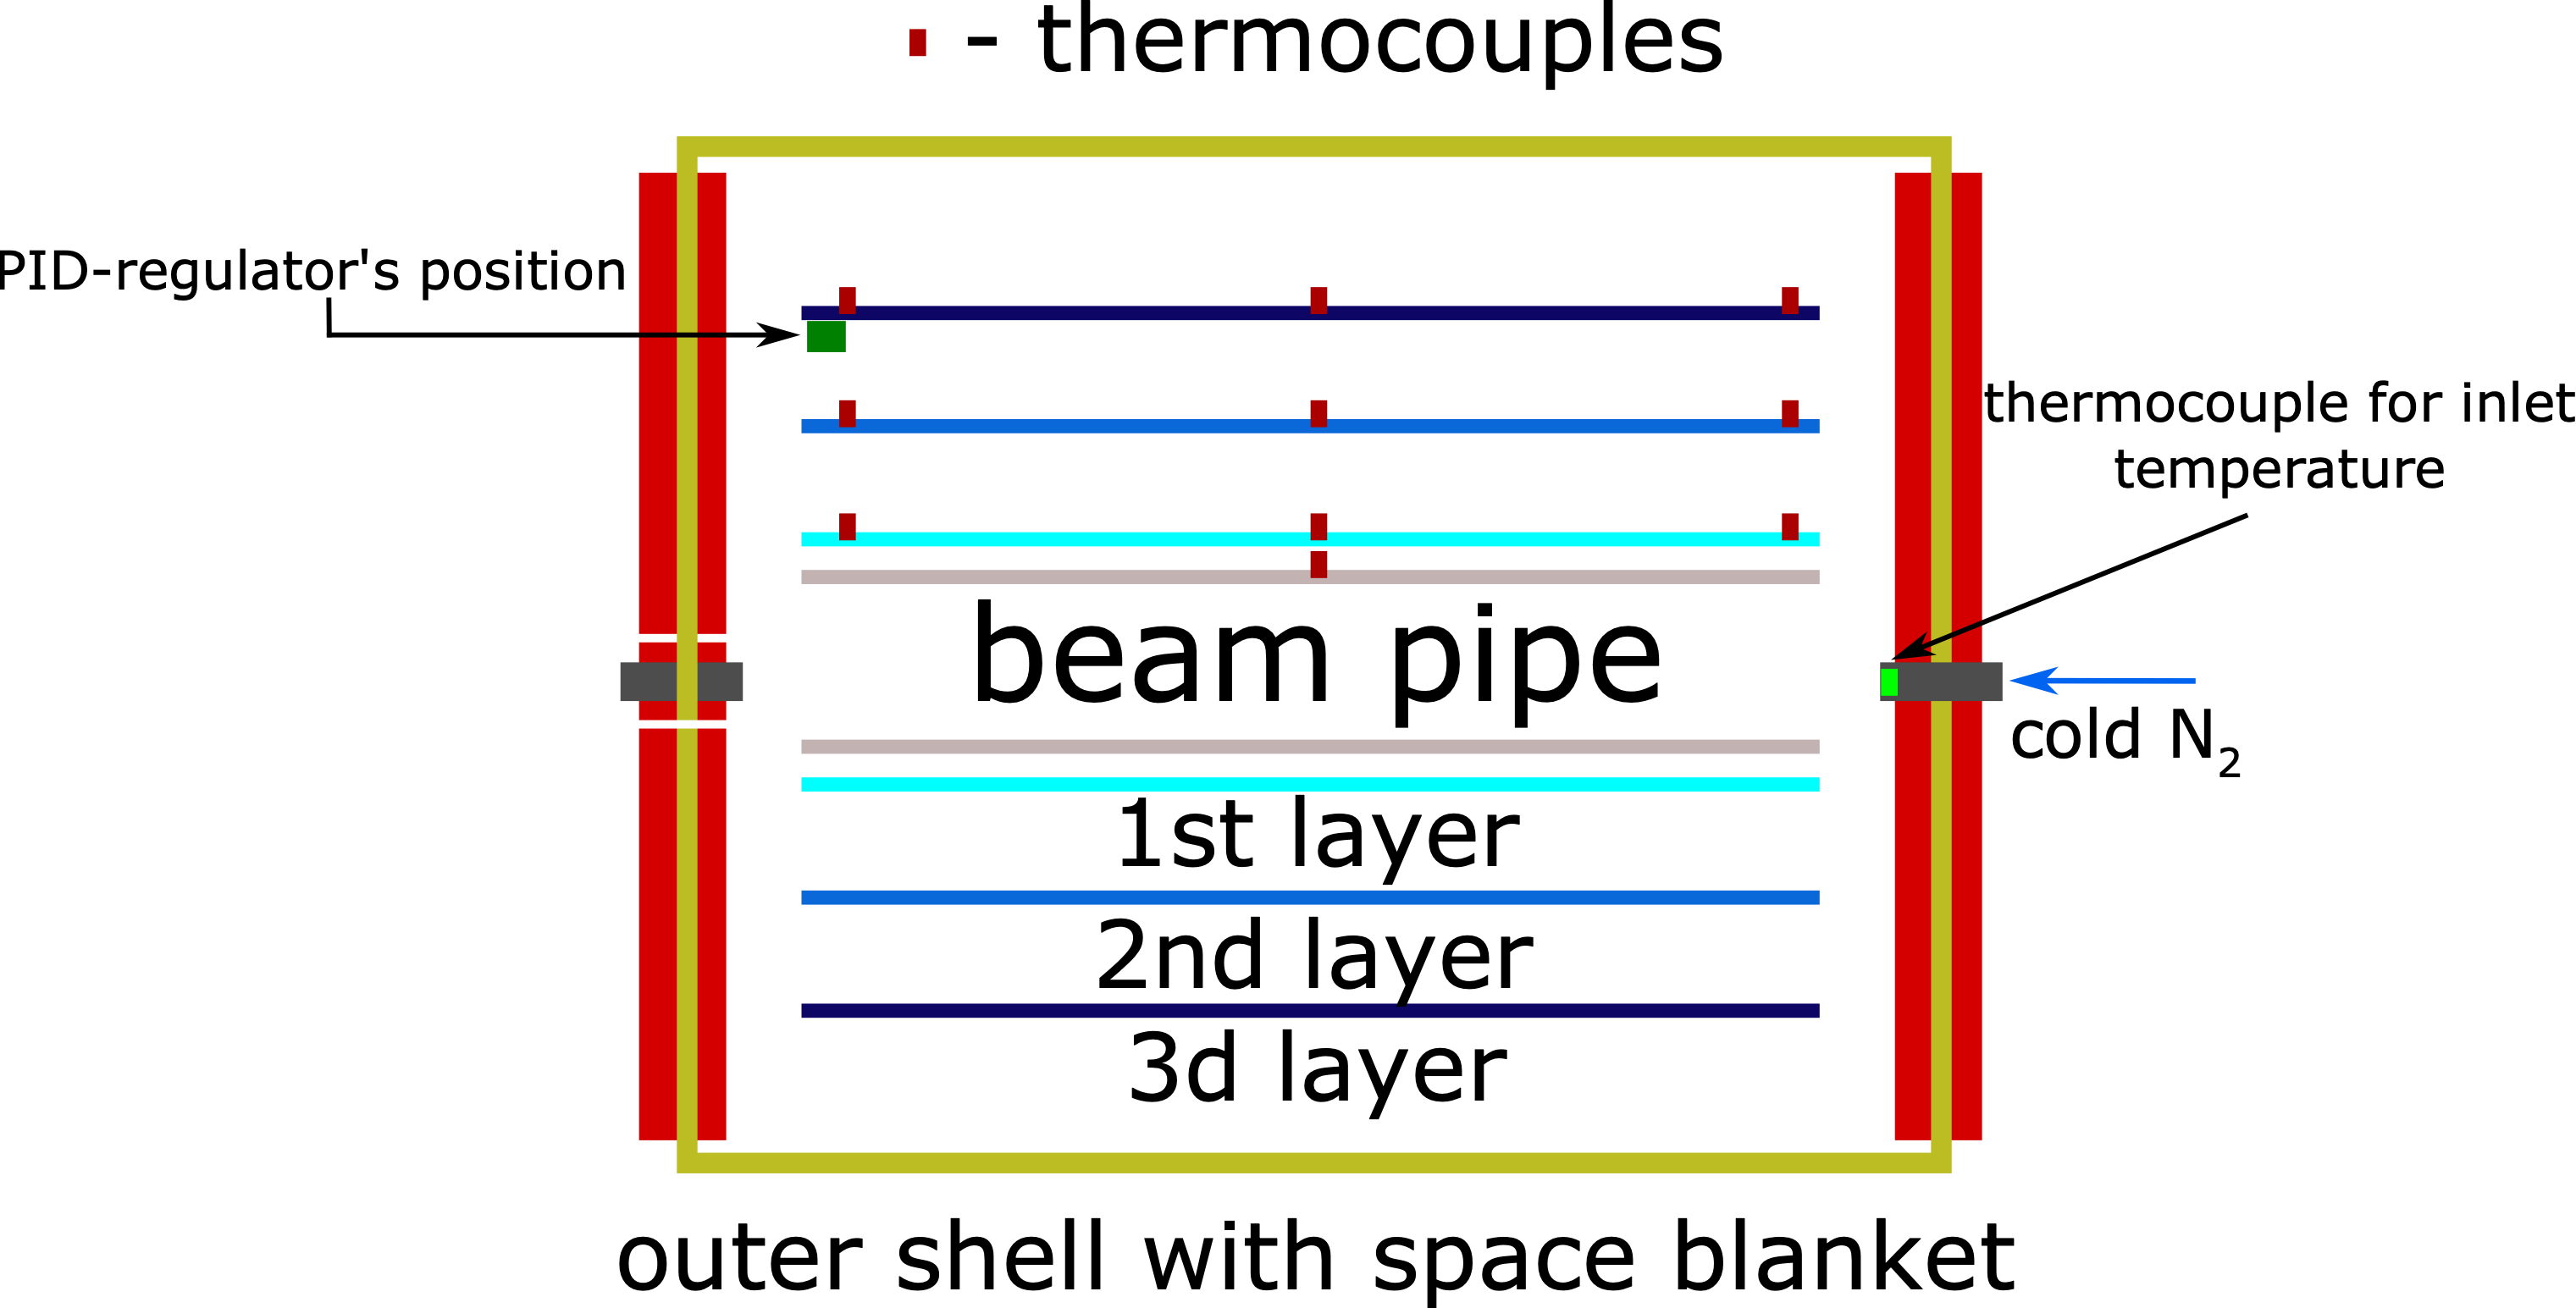 - thermocouples
PID-regulator's position
thermocouple for inlet
temperature
beam pipe
cold N₂
1st layer
2nd layer
3d layer
outer shell with space blanket